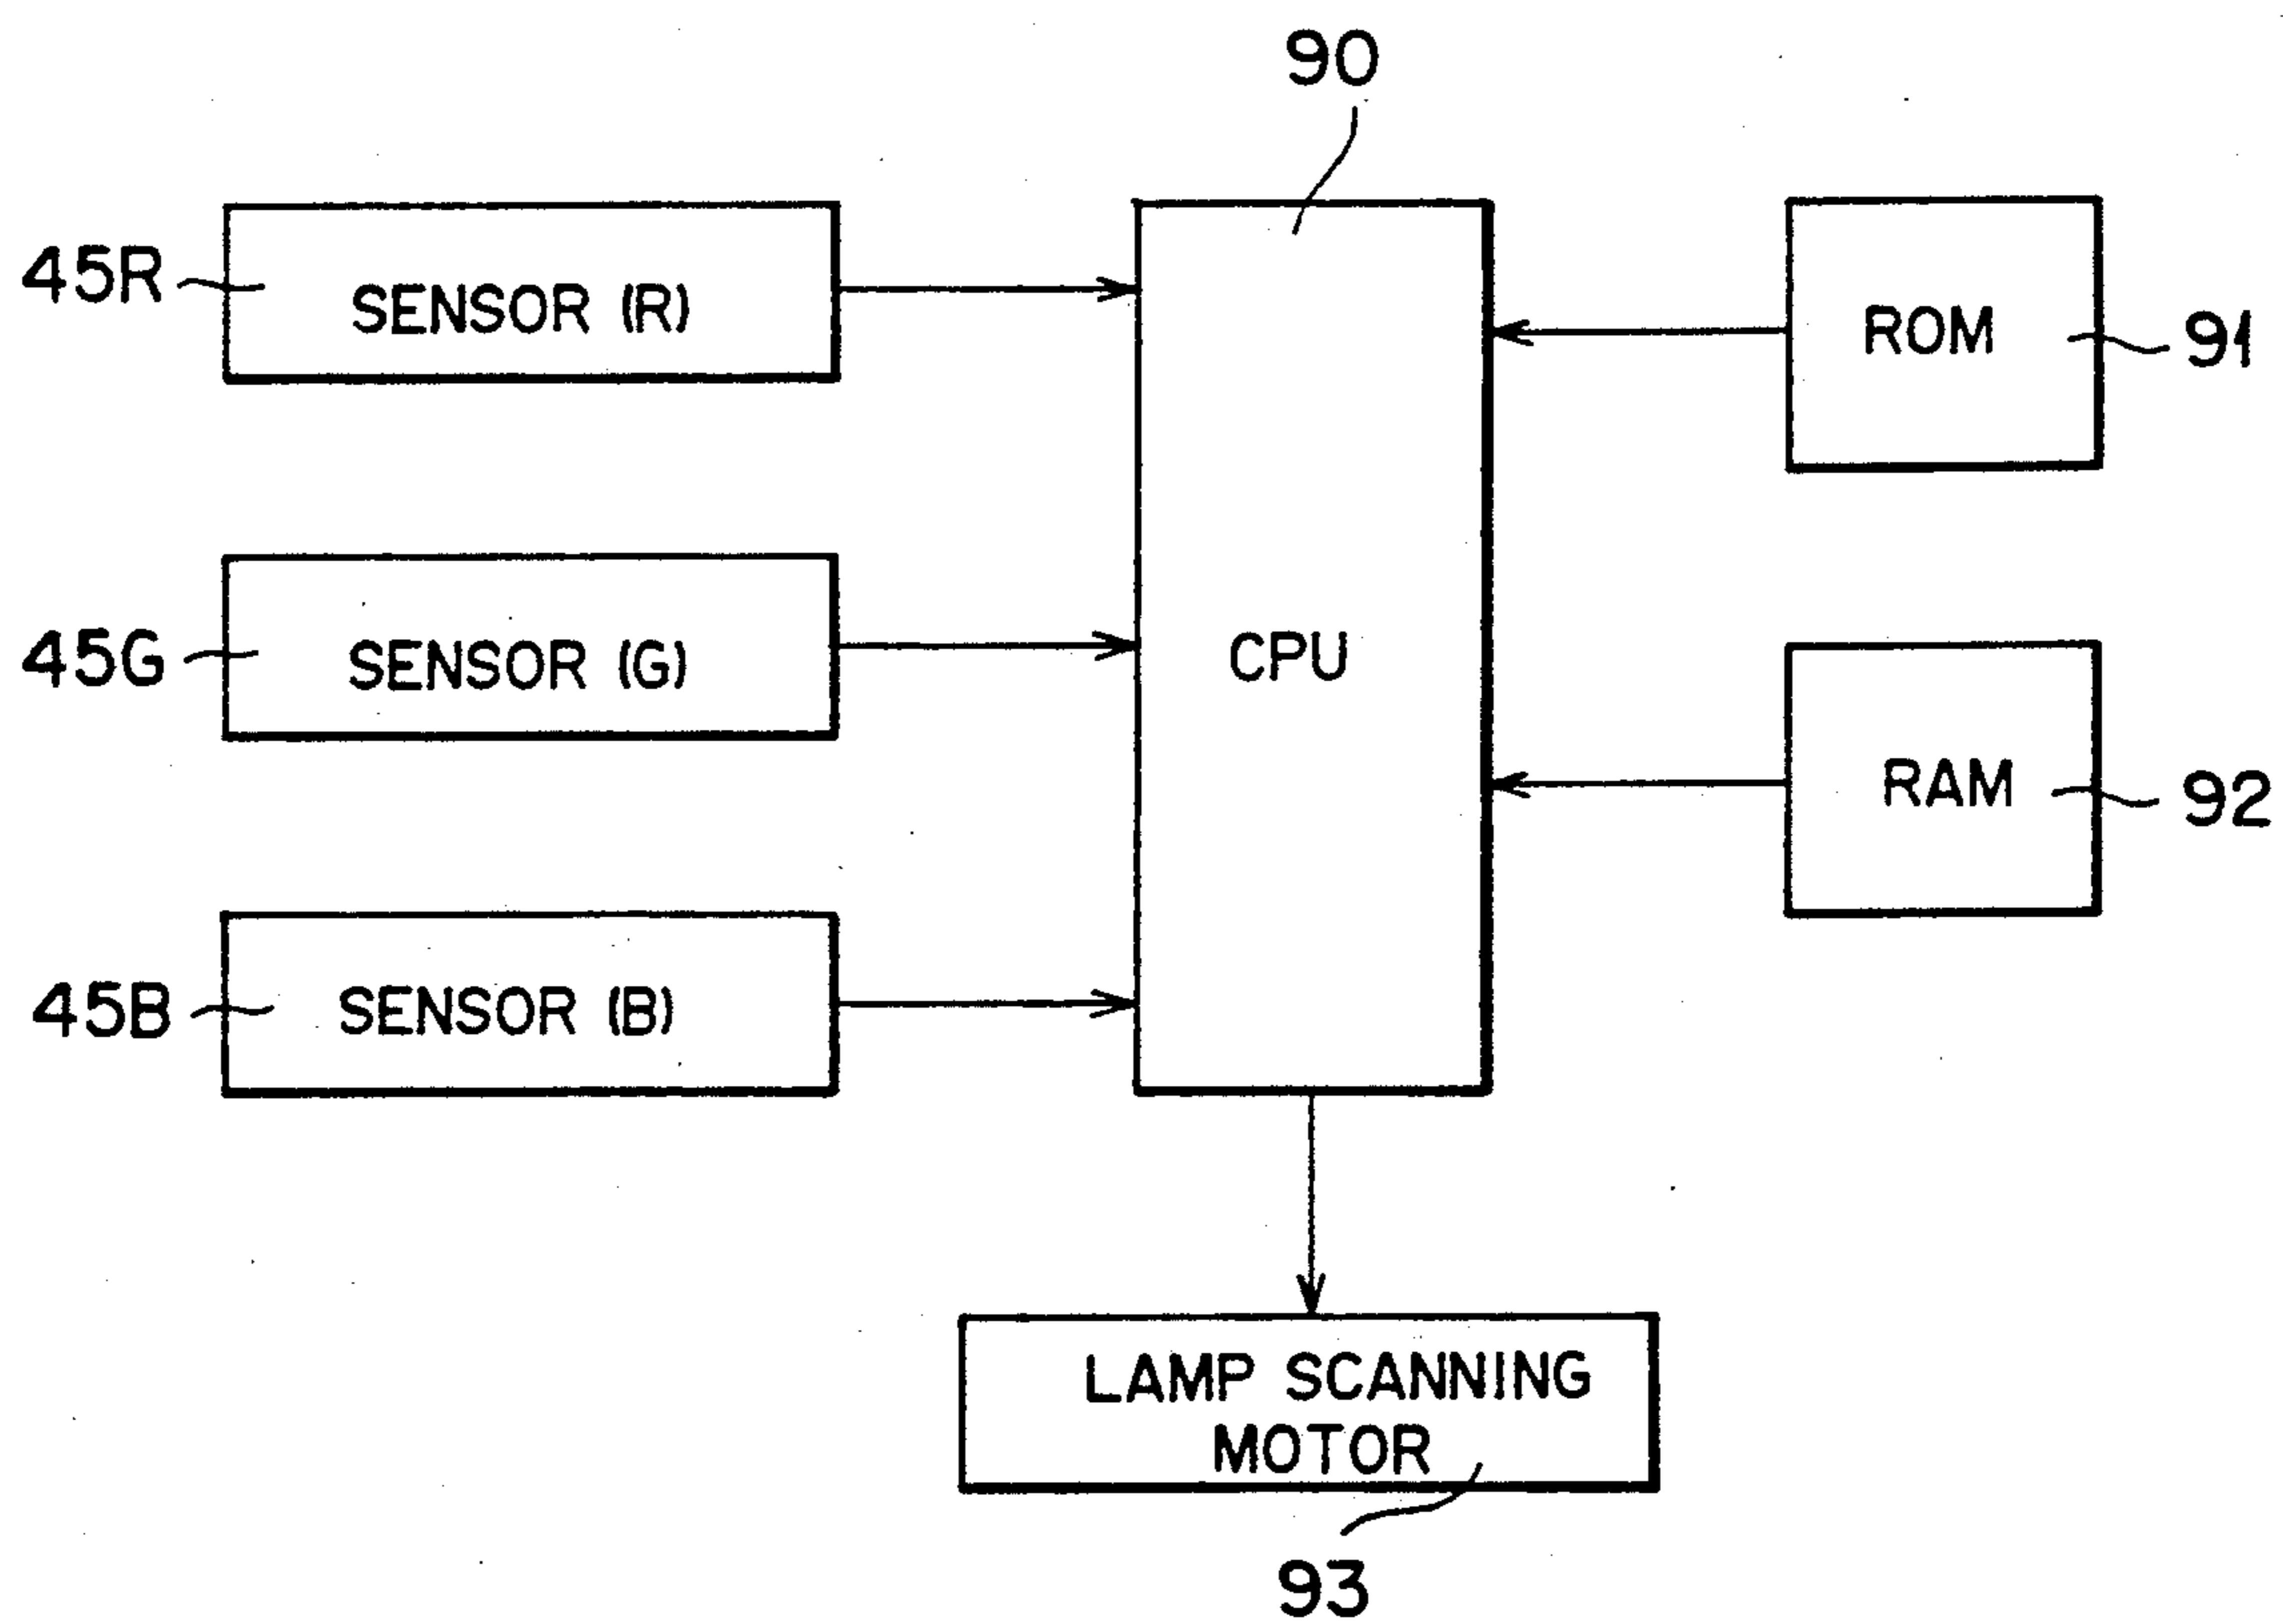 90
45R
SENSOR (R)
ROM
91
45G
SENSOR (G)
CPU
RAM
92
45B
SENSOR (B)
LAMP SCANNING
MOTOR
93